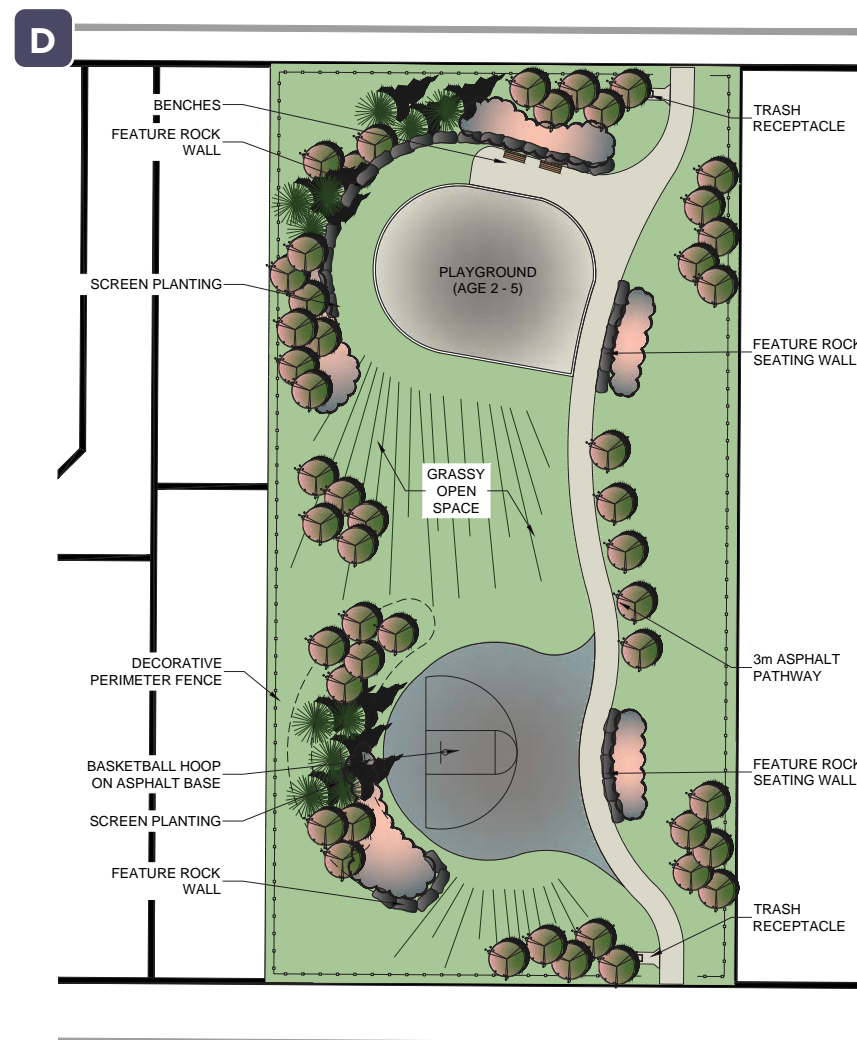 D
BENCHES
FEATURE ROCK
WALL
TRASH
RECEPTACLE
PLAYGROUND
(AGE 2 - 5)
SCREEN PLANTING
FEATURE ROCK
SEATING WALL
GRASSY
OPEN
SPACE
DECORATIVE
PERIMETER FENCE
3m ASPHALT
PATHWAY
BASKETBALL HOOP
ON ASPHALT BASE
FEATURE ROCK
SEATING WALL
SCREEN PLANTING
FEATURE ROCK
WALL
TRASH
RECEPTACLE